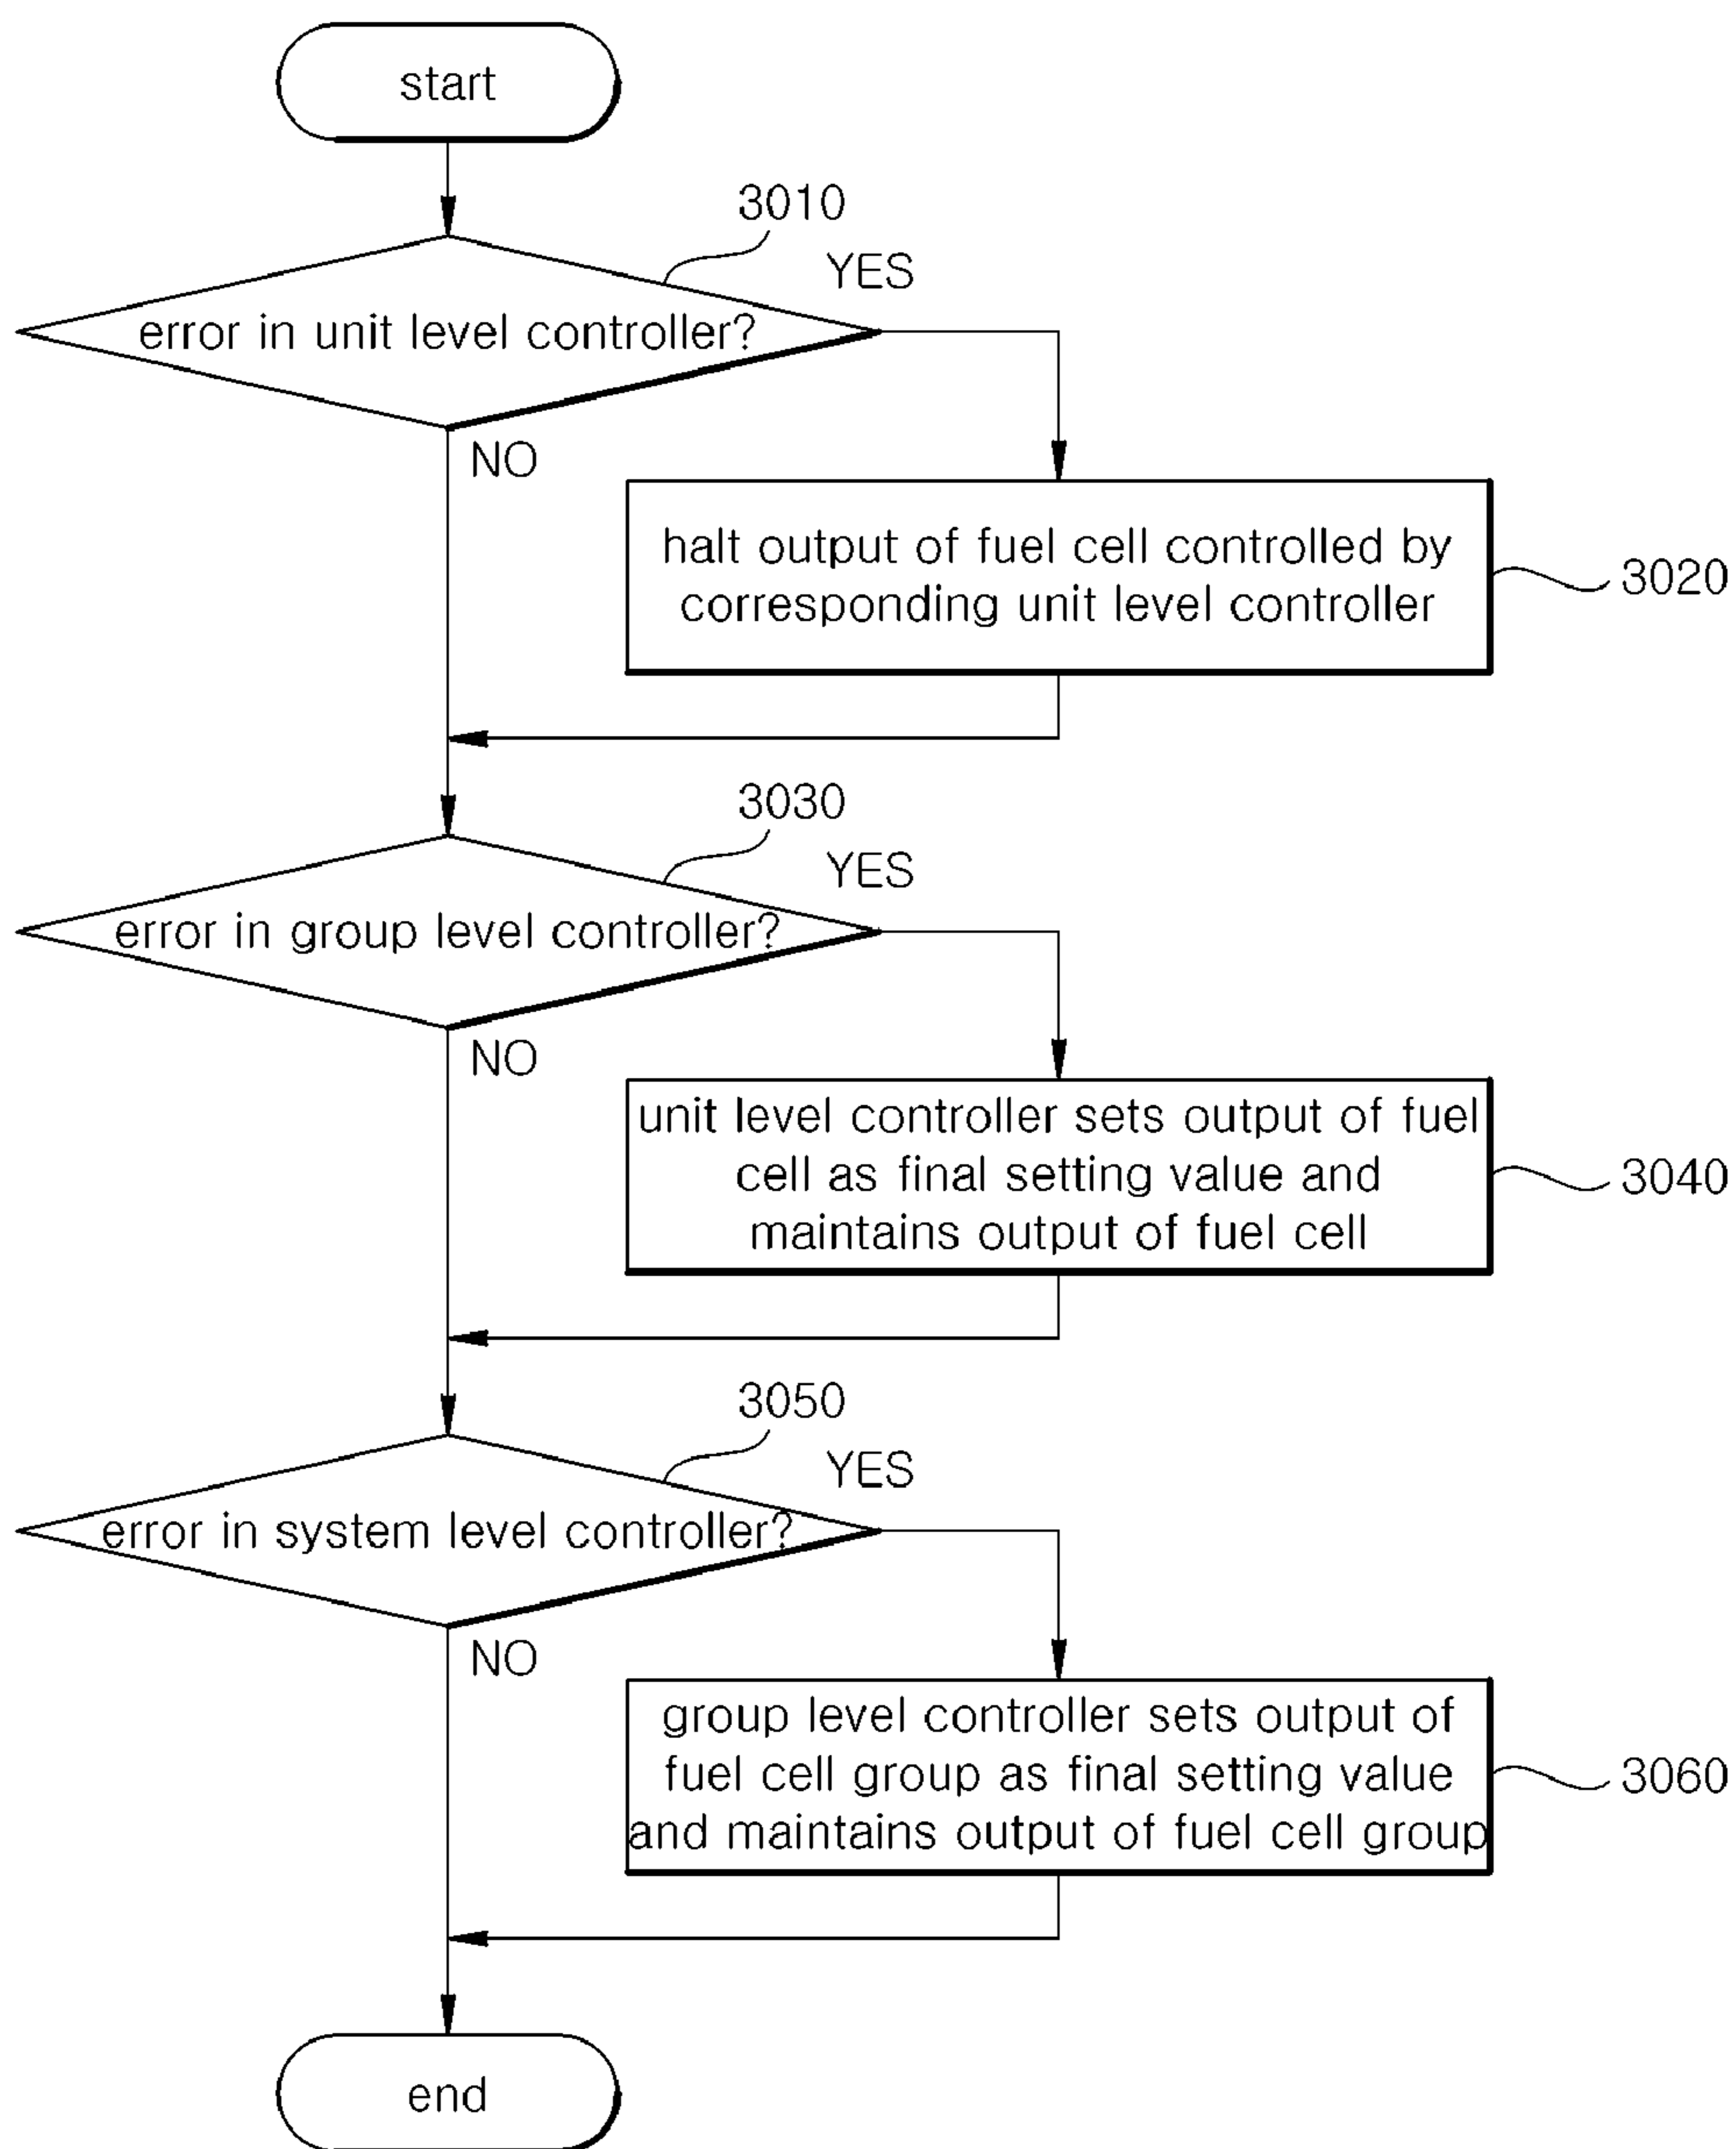 start
3010
YES
error in unit level controller?
NO
halt output of fuel cell controlled by
corresponding unit level controller
3020
3030
YES
error in group level controller?
NO
unit level controller sets output of fuel
cell as final setting value and
maintains output of fuel cell
3040
3050
YES
error in system level controller?
NO
group level controller sets output of
fuel cell group as final setting value
and maintains output of fuel cell group
3060
end